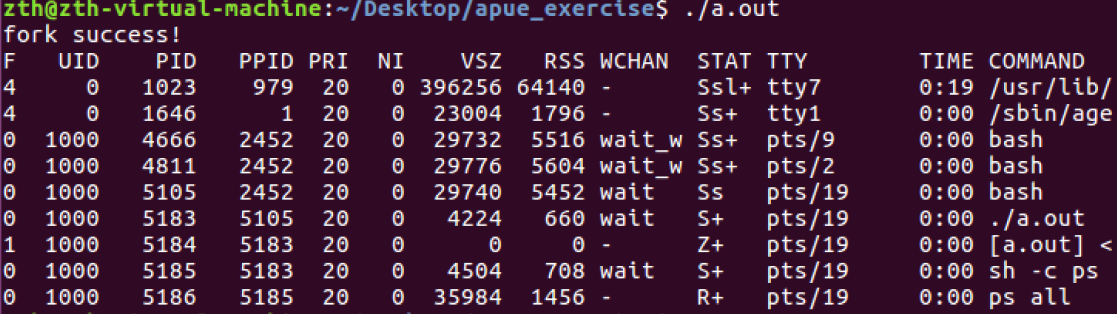 zth@zth-virtual-machine:~/Desktop/apue_exercise$ ./a.out
fork success!
F UID PID PPID PRI NI VSZ RSS WCHAN STAT TTY TIME COMMAND
4 0 1023 979 20 0 396256 64140 - Ssl+ tty7 0:19 /usr/lib/
4 0 1646 1 20 0 23004 1796 - Ss+ tty1 0:00 /sbin/age
0 1000 4666 2452 20 0 29732 5516 wait_w Ss+ pts/9 0:00 bash
0 1000 4811 2452 20 0 29776 5604 wait_w Ss+ pts/2 0:00 bash
0 1000 5105 2452 20 0 29740 5452 wait Ss pts/19 0:00 bash
0 1000 5183 5105 20 0 4224 660 wait S+ pts/19 0:00 ./a.out
1 1000 5184 5183 20 0 0 0 - Z+ pts/19 0:00 [a.out] <
0 1000 5185 5183 20 0 4504 708 wait S+ pts/19 0:00 sh -c ps
0 1000 5186 5185 20 0 35984 1456 - R+ pts/19 0:00 ps all